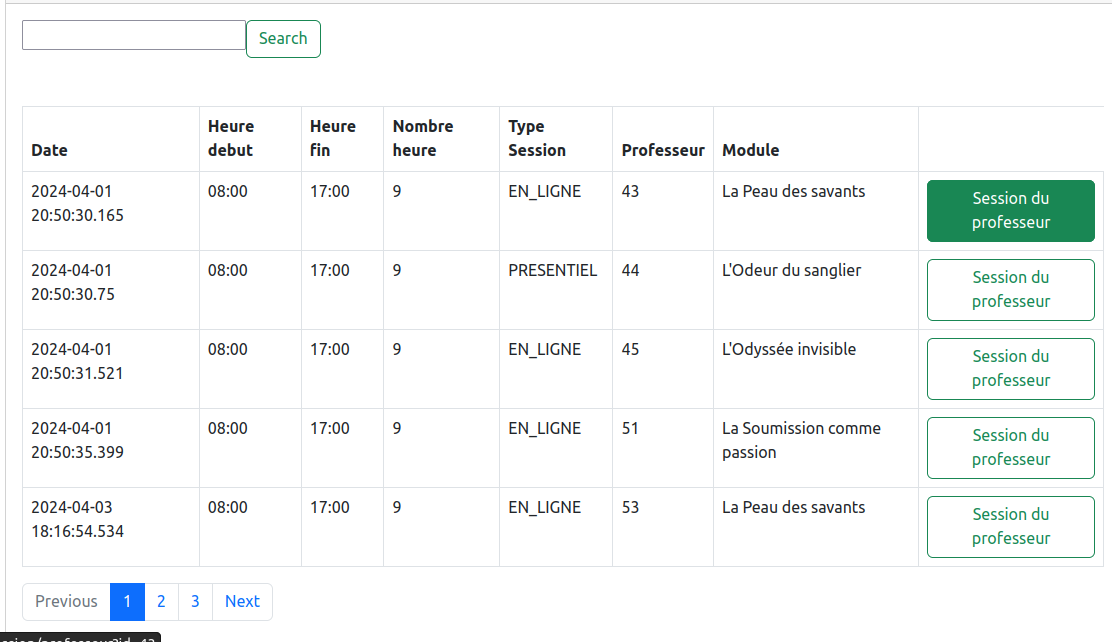 Search
Heure Heure Nombre Type
Date debut fin heure Session Professeur Module
2024-04-01 08:00 17:00 9 EN_LIGNE 43 La Peau des savants Session du
20:50:30.165 professeur
2024-04-01 08:00 17:00 9 PRESENTIEL 44 L'Odeur du sanglier Session du
20:50:30.75 professeur
2024-04-01 08:00 17:00 9 EN_LIGNE 45 L'Odyssée invisible Session du
20:50:31.521 professeur
2024-04-01 08:00 17:00 9 EN_LIGNE 51 La Soumission comme Session du
20:50:35.399 passion professeur
2024-04-03 08:00 17:00 9 EN_LIGNE 53 La Peau des savants Session du
18:16:54.534 professeur
Previous 1 2 3 Next